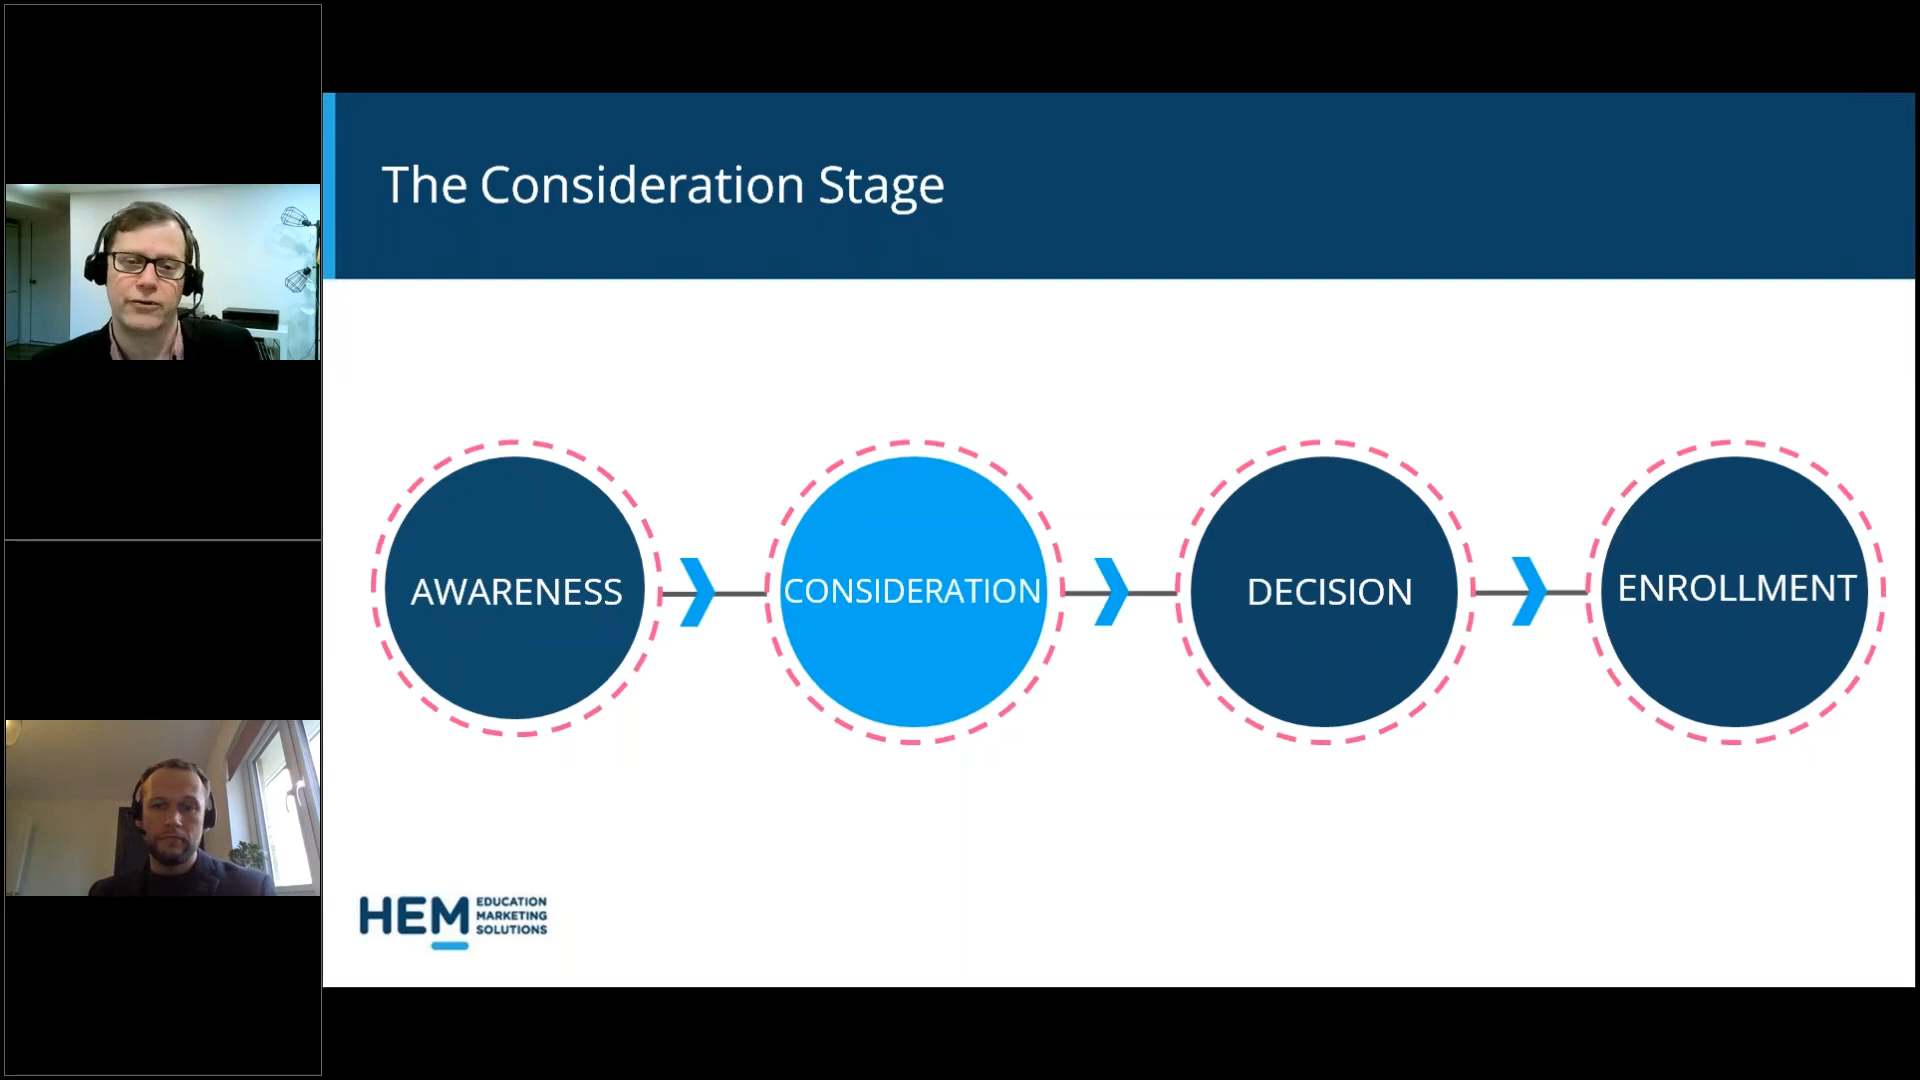 The Consideration Stage
AWARENESS
CONSIDERATION
DECISION
ENROLLMENT
HEM
EDUCATION
MARKETING
SOLUTIONS